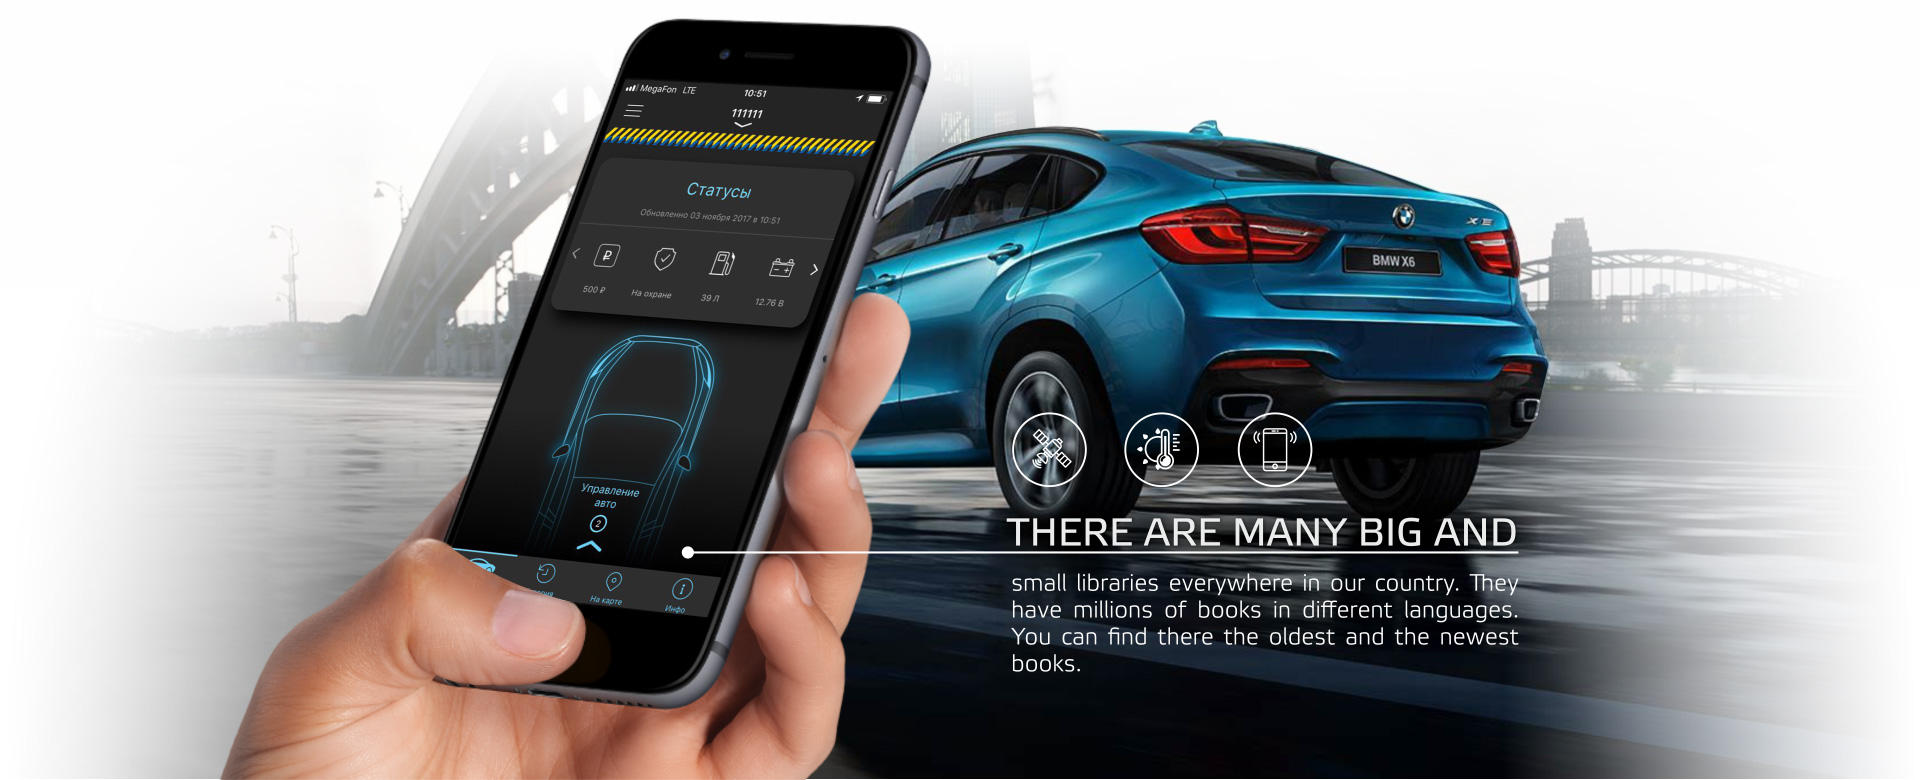 MegaFon LTE 10:51
111111
Статусы
Обновленно 03 ноября 2017 в 10:51
500 ₽ На охране 39 Л 12.76 В
Управление
авто
2
На карте Инфо
X6
BMW X6
THERE ARE MANY BIG AND
small libraries everywhere in our country. They
have millions of books in different languages.
You can find there the oldest and the newest
books.